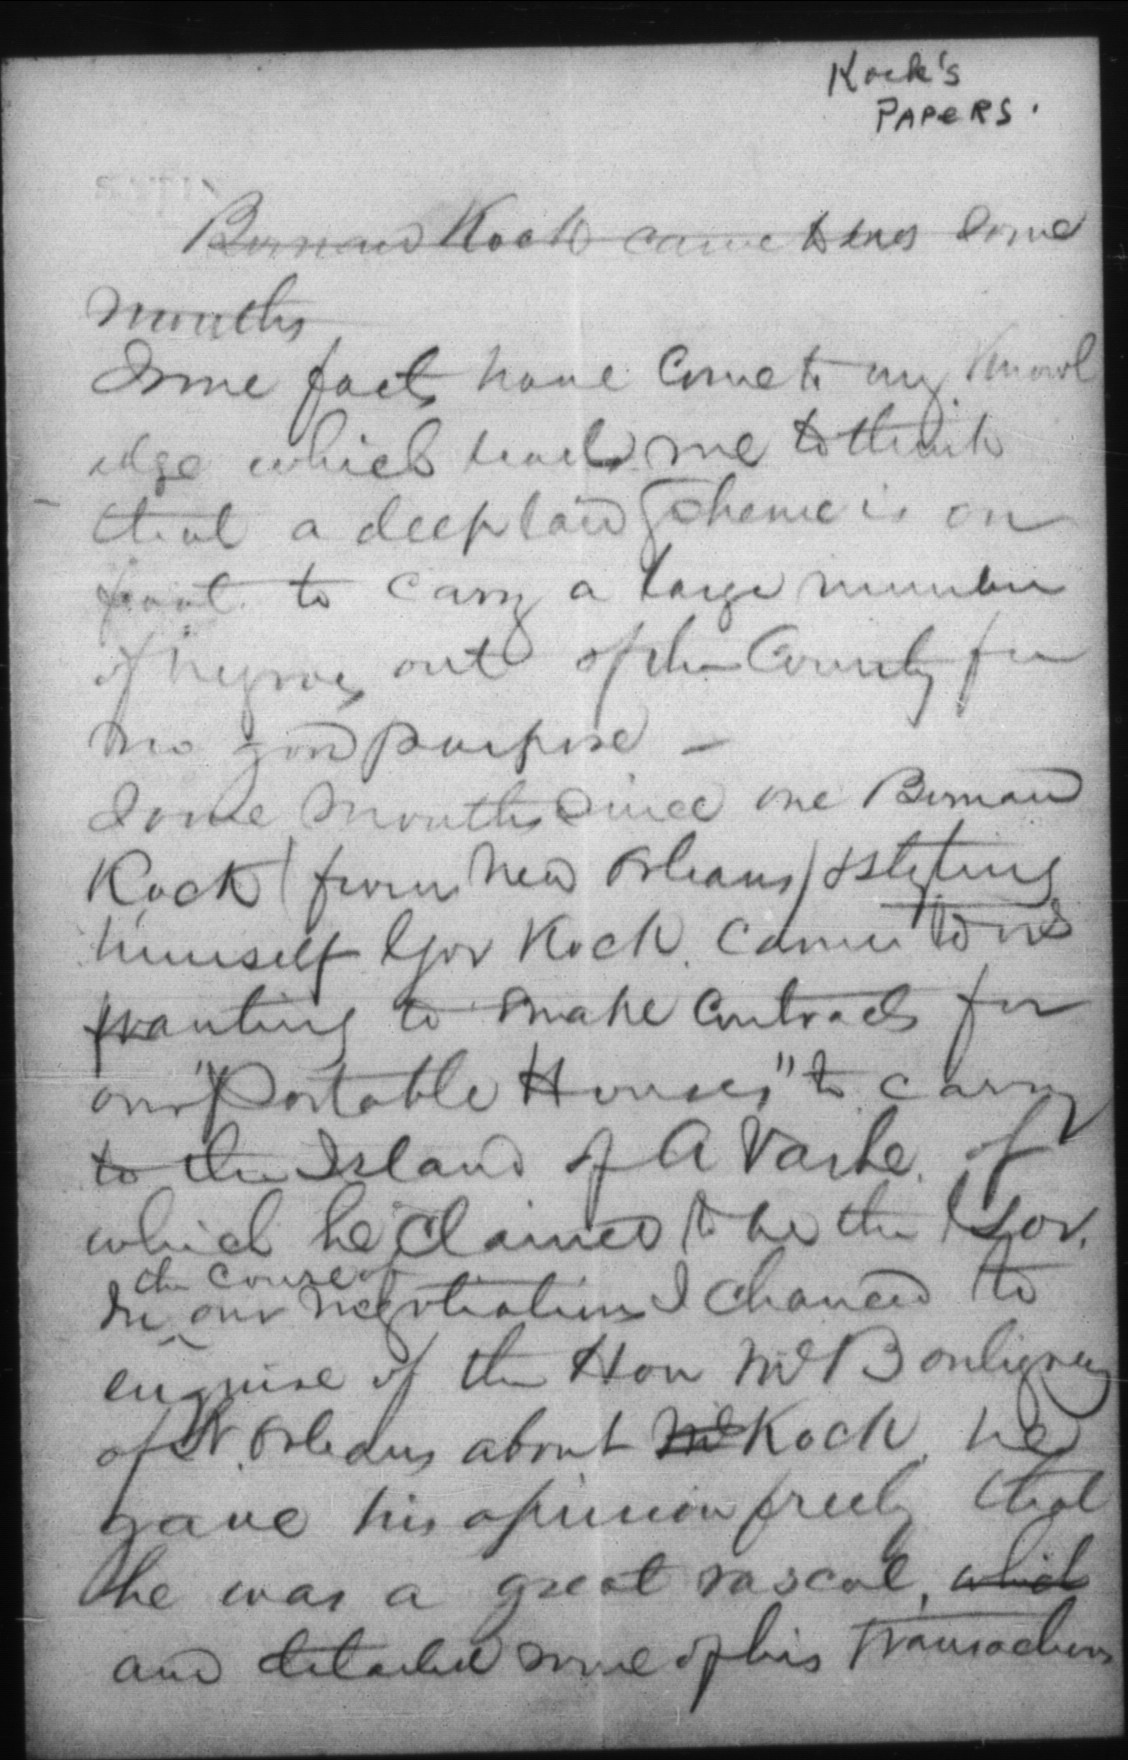 Kock's
PAPERS.
Bernard Kock came to us some
months
Some facts have come to my knowl
edge which leads me to think
that a deep laid Scheme is on
foot to carry a large number
of negroes out of the Country for
no good purpose –
Some months since one Bernard
Kock (from New Orleans) styling
himself Gov Kock. came to us
wanting to make contracts for
our "Portable Houses" to carry
to the Island of A Vache. of
which he claimed to be the Gov.
In the course of our negotiations I chanced to
enquire of the Hon Mr Bouligney
of N. Orleans about Mr Kock, he
gave his opinion freely that
he was a great rascal, which
and detailed some of his transactions